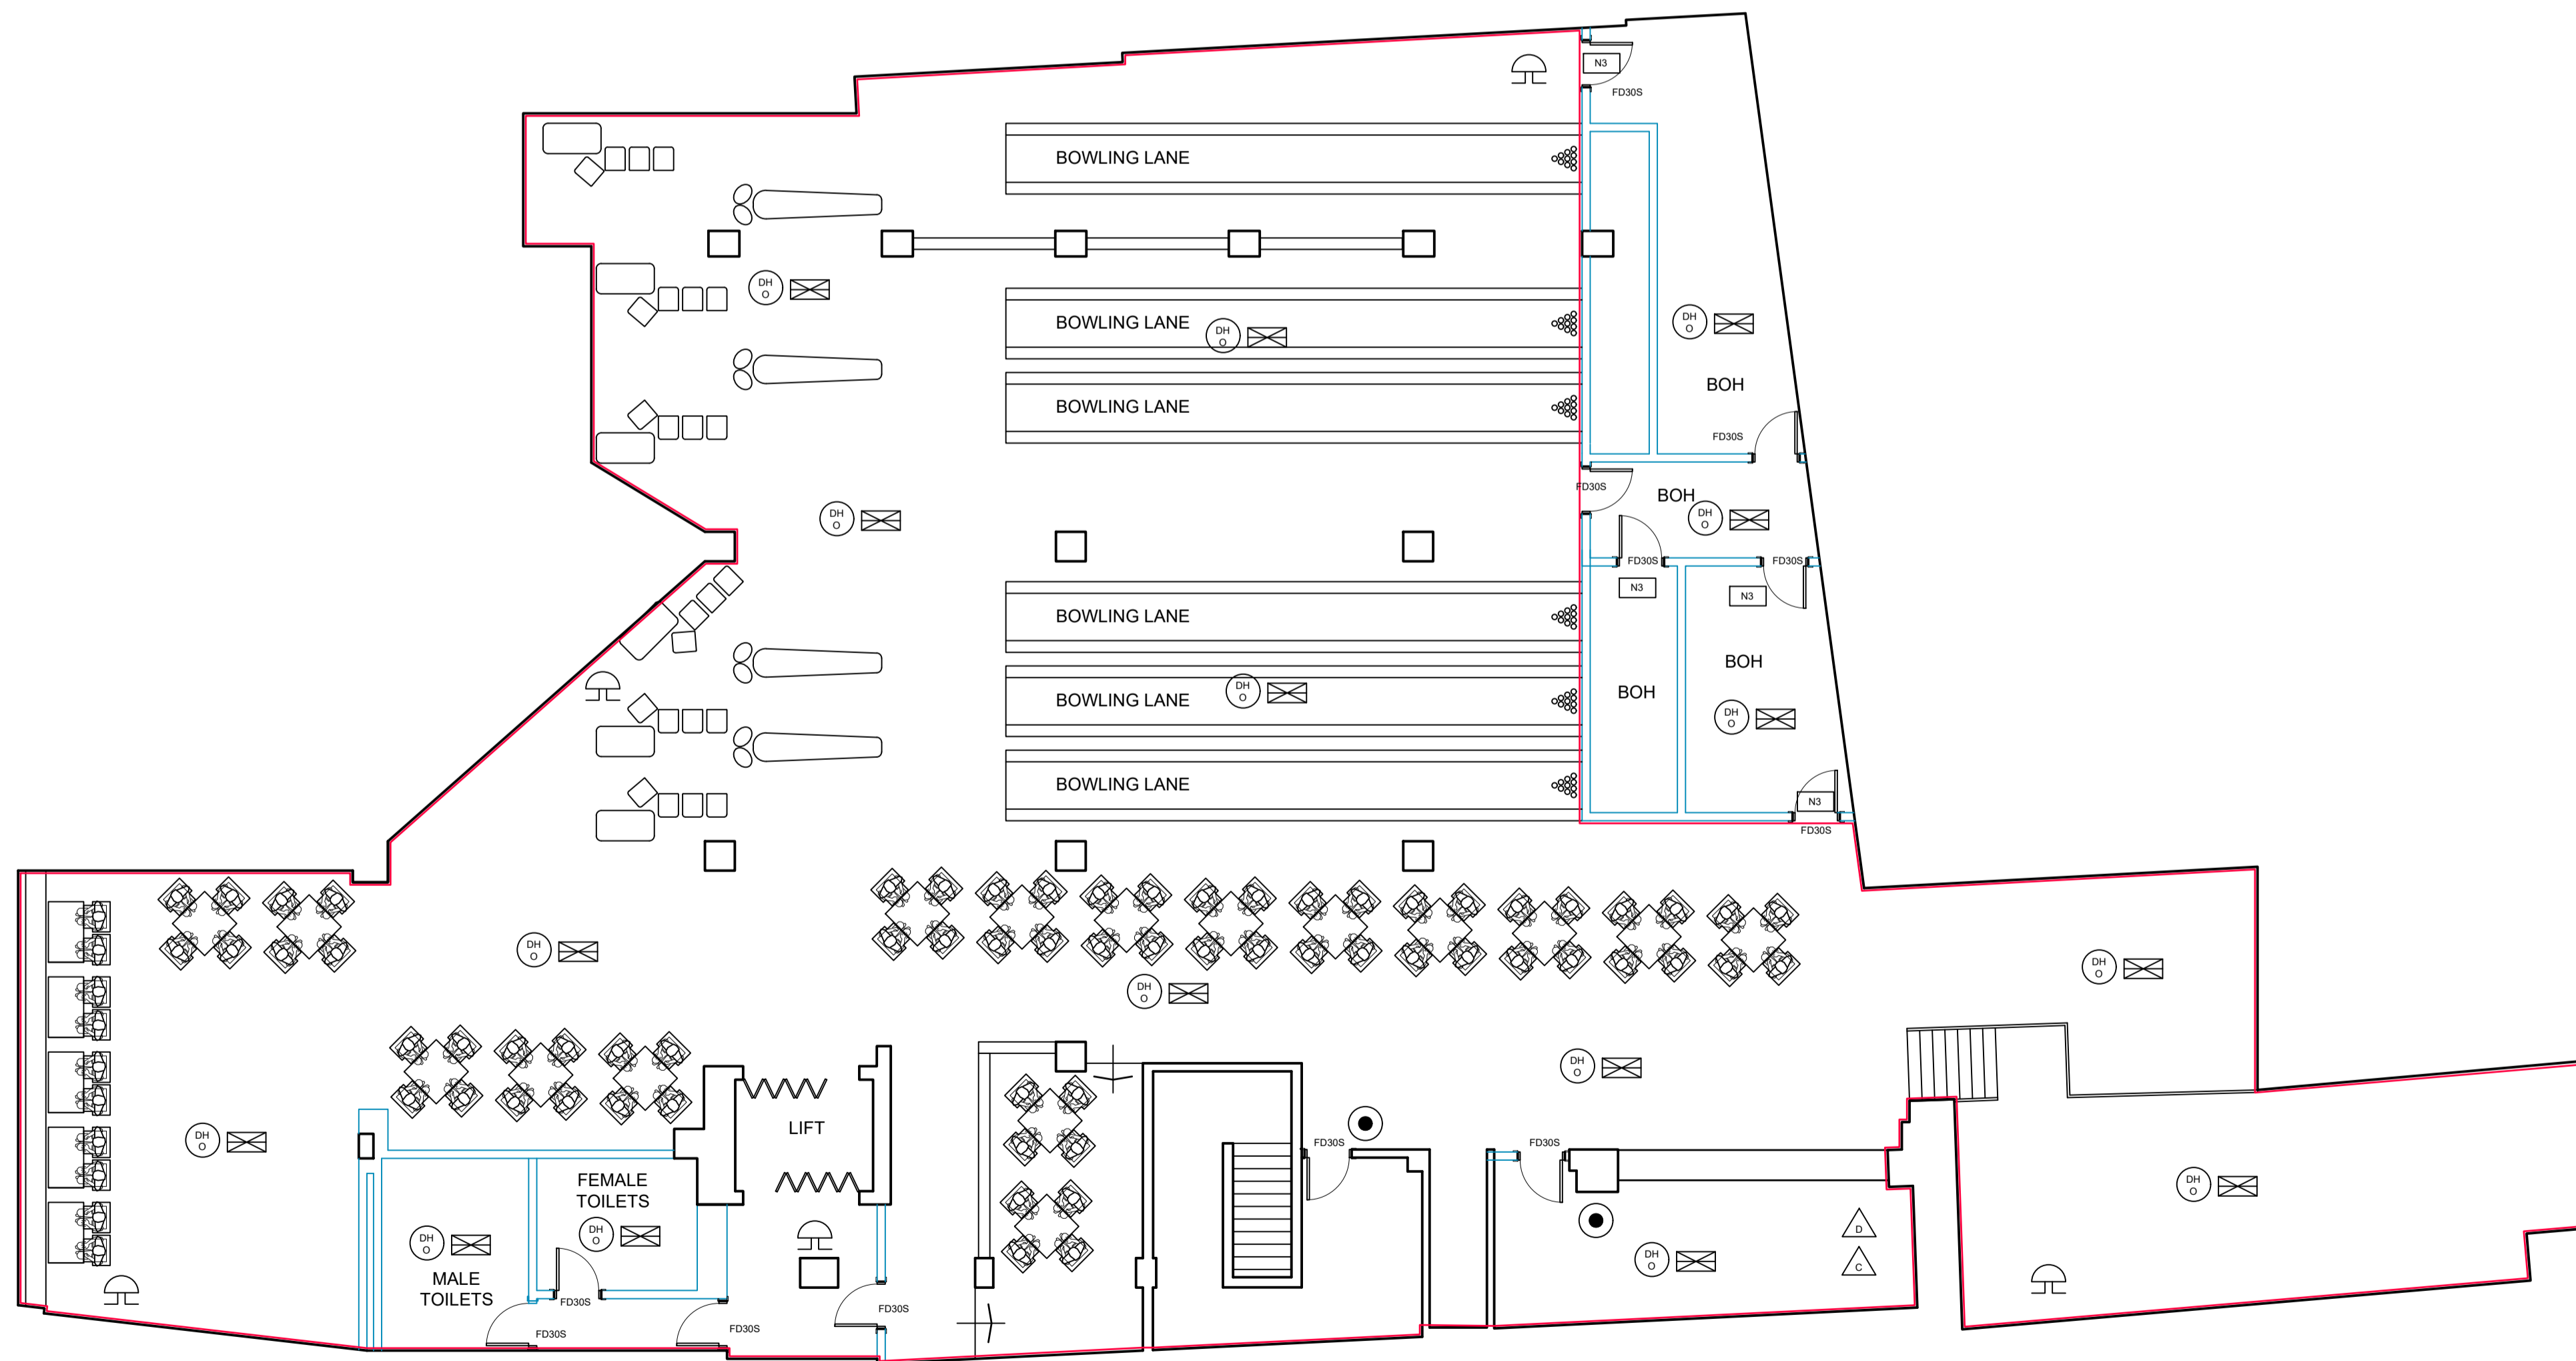 N3
FD30S
BOWLING LANE
DH
O
BOWLING LANE
DH
O
DH
O
BOH
BOWLING LANE
FD30S
FD30S
BOH
DH
O
DH
O
FD30S
FD30S
N3
N3
BOWLING LANE
BOH
BOH
DH
O
BOWLING LANE
DH
O
BOWLING LANE
N3
FD30S
DH
O
DH
O
DH
O
DH
O
LIFT
DH
O
FD30S
FD30S
FEMALE
TOILETS
DH
O
DH
O
DH
O
D
C
DH
O
MALE
TOILETS
FD30S
FD30S
FD30S
FD30S
DH
O